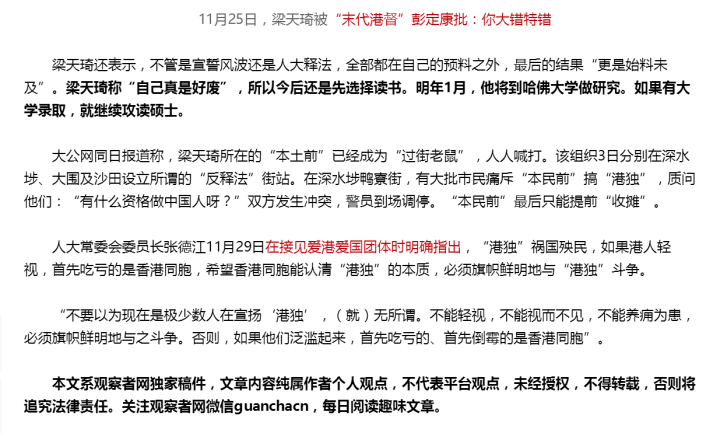 11月25日，梁天琦被“末代港督”彭定康批：你大错特错
梁天琦还表示，不管是宣誓风波还是人大释法，全部都在自己的预料之外，最后的结果“更是始料未
及”。梁天琦称“自己真是好废”，所以今后还是先选择读书。明年1月，他将到哈佛大学做研究。如果有大
学录取，就继续攻读硕士。
大公网同日报道称，梁天琦所在的“本土前”已经成为“过街老鼠”，人人喊打。该组织3日分别在深水
埗、大围及沙田设立所谓的“反释法”街站。在深水埗鸭寮街，有大批市民痛斥“本民前”搞“港独”，质问
他们：“有什么资格做中国人呀？”双方发生冲突，警员到场调停。“本民前”最后只能提前“收摊”。
人大常委会委员长张德江11月29日在接见爱港爱国团体时明确指出，“港独”祸国殃民，如果港人轻
视，首先吃亏的是香港同胞，希望香港同胞能认清“港独”的本质，必须旗帜鲜明地与“港独”斗争。
“不要以为现在是极少数人在宣扬‘港独’，（就）无所谓。不能轻视，不能视而不见，不能养痈为患，
必须旗帜鲜明地与之斗争。否则，如果他们泛滥起来，首先吃亏的、首先倒霉的是香港同胞”。
本文系观察者网独家稿件，文章内容纯属作者个人观点，不代表平台观点，未经授权，不得转载，否则将
追究法律责任。关注观察者网微信guanchacn，每日阅读趣味文章。